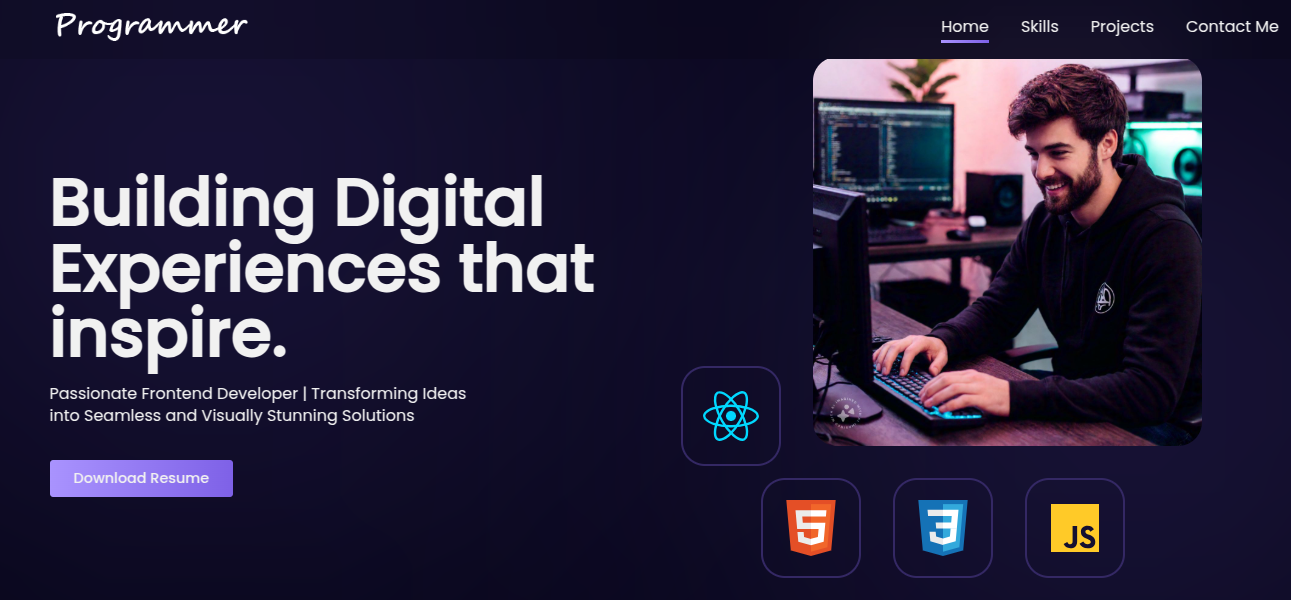 Programmer
Home
Skills
Projects
Contact Me
Building Digital
Experiences that
inspire.
Passionate Frontend Developer | Transforming Ideas
into Seamless and Visually Stunning Solutions
Download Resume
5
3
JS